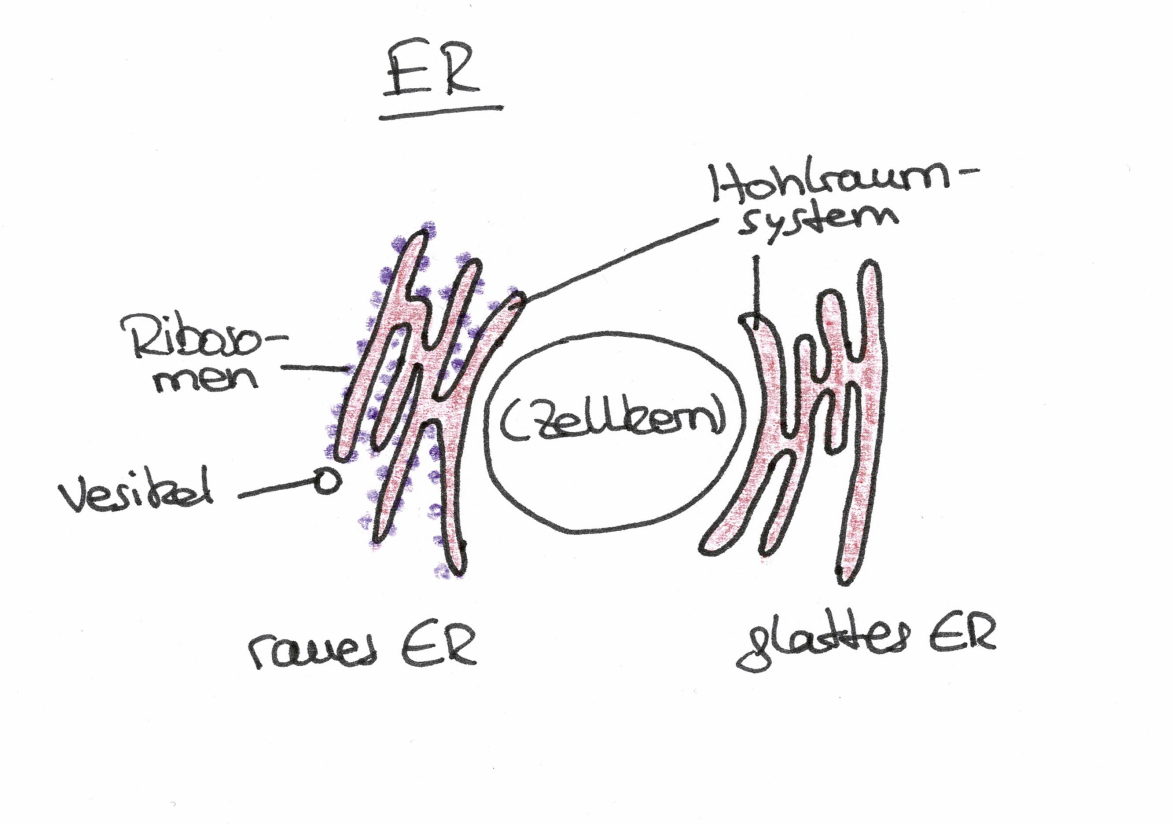 ER
Hohlraum-
system
Riboso-
men
(Zellkern)
Vesikel
raues ER
glattes ER